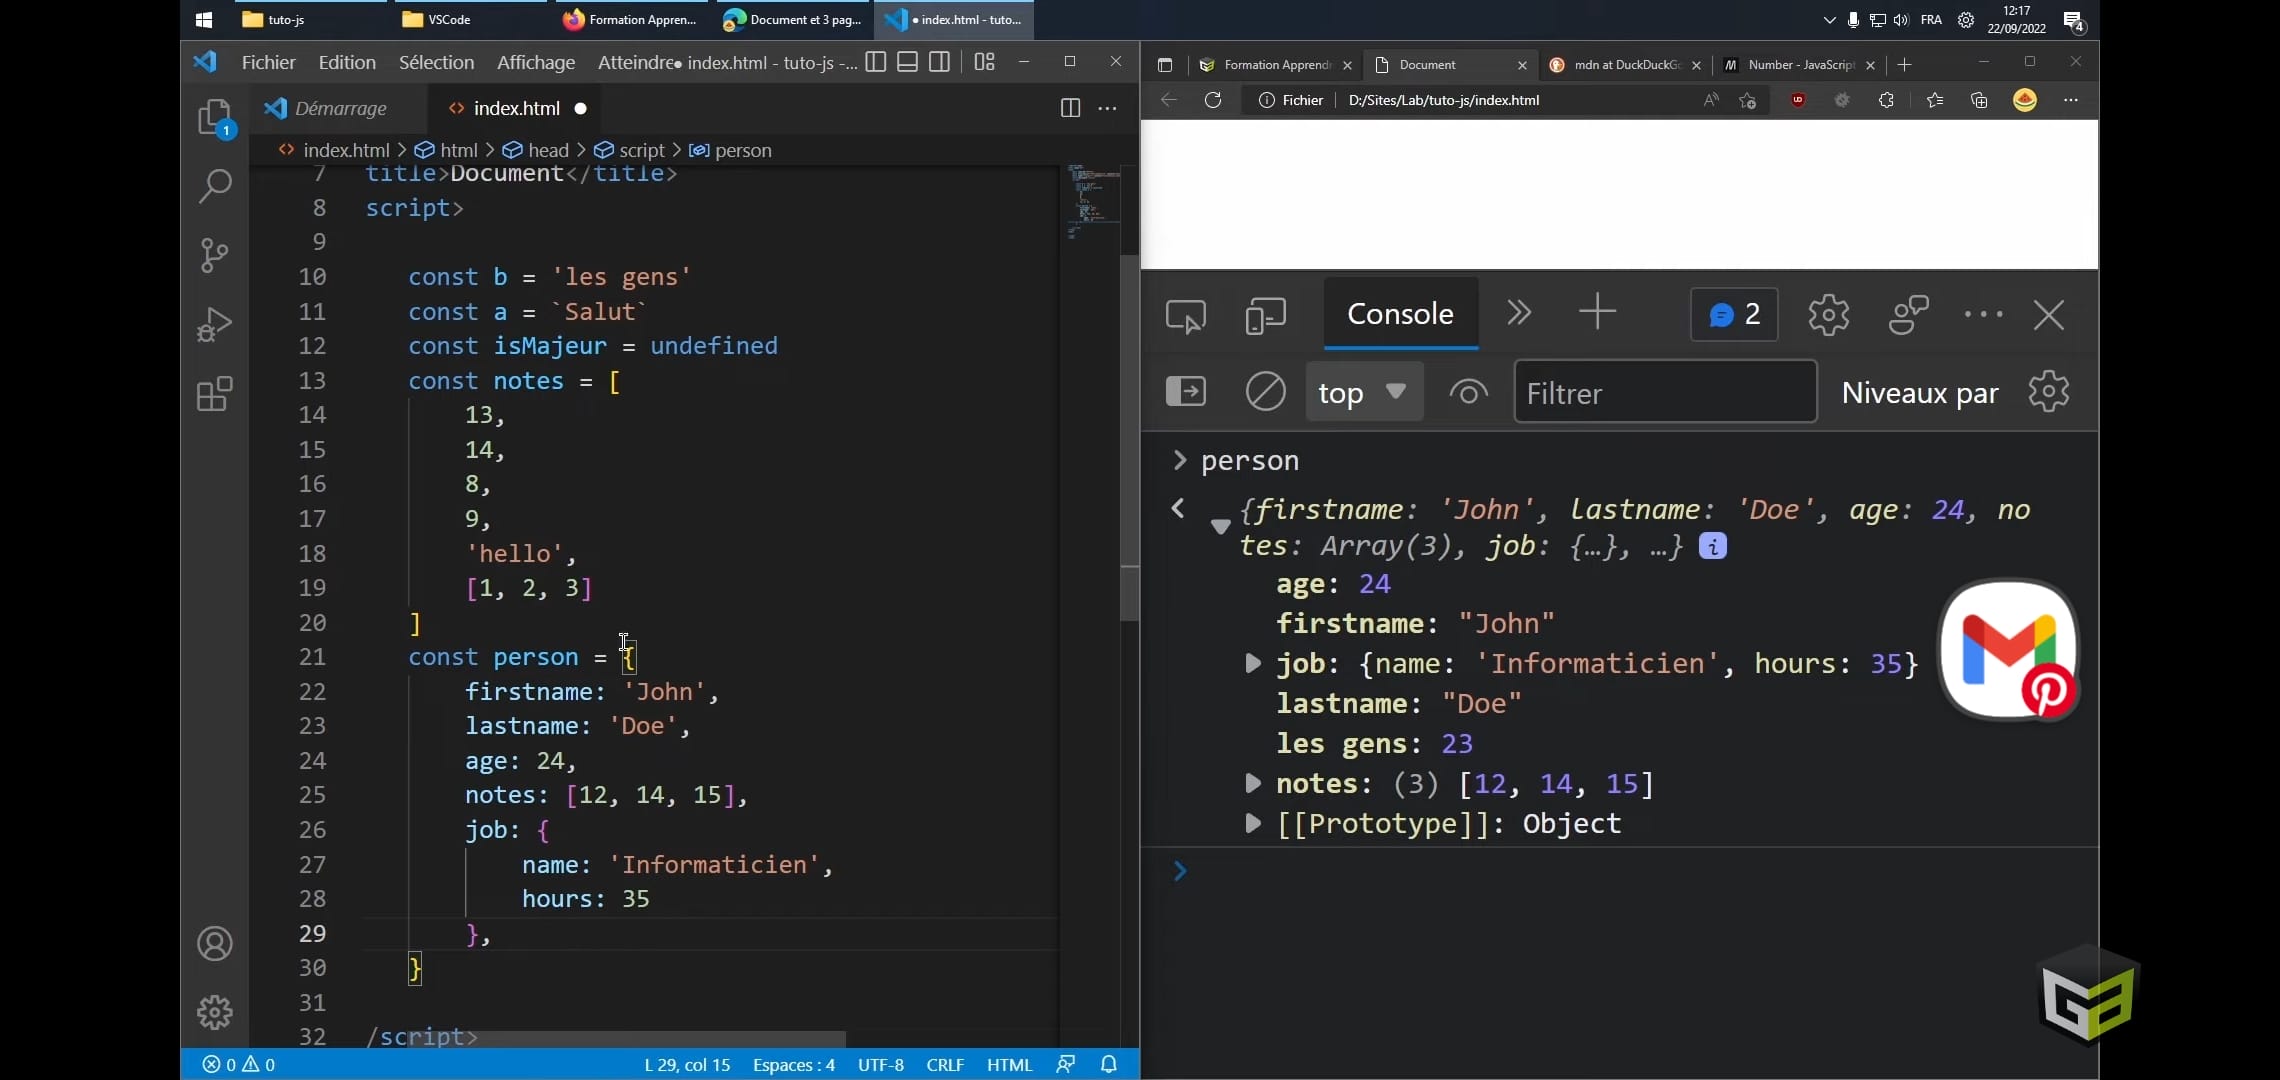 tuto-js
VSCode
Formation Appren...
Document et 3 pag...
● index.html - tuto...
FRA
12:17
22/09/2022
4
Fichier Edition Sélection Affichage Atteindre ● index.html - tuto-js -...
Démarrage
<> index.html ●
1
<> index.html > html > head > script > person
7 title>Document</title>
8 script>
9
10 const b = 'les gens'
11 const a = `Salut`
12 const isMajeur = undefined
13 const notes = [
14 13,
15 14,
16 8,
17 9,
18 'hello',
19 [1, 2, 3]
20 ]
21 const person = {
22 firstname: 'John',
23 lastname: 'Doe',
24 age: 24,
25 notes: [12, 14, 15],
26 job: {
27 name: 'Informaticien',
28 hours: 35
29 },
30 }
31
32 /script>
0 0
L 29, col 15 Espaces : 4 UTF-8 CRLF HTML
Formation Apprendr
Document
mdn at DuckDuckGo
Number - JavaScript
Fichier D:/Sites/Lab/tuto-js/index.html
Console
2
top
Filtrer
Niveaux par
> person
{firstname: 'John', lastname: 'Doe', age: 24, no
tes: Array(3), job: {…}, …} i
age: 24
firstname: "John"
job: {name: 'Informaticien', hours: 35}
lastname: "Doe"
les gens: 23
notes: (3) [12, 14, 15]
[[Prototype]]: Object
>